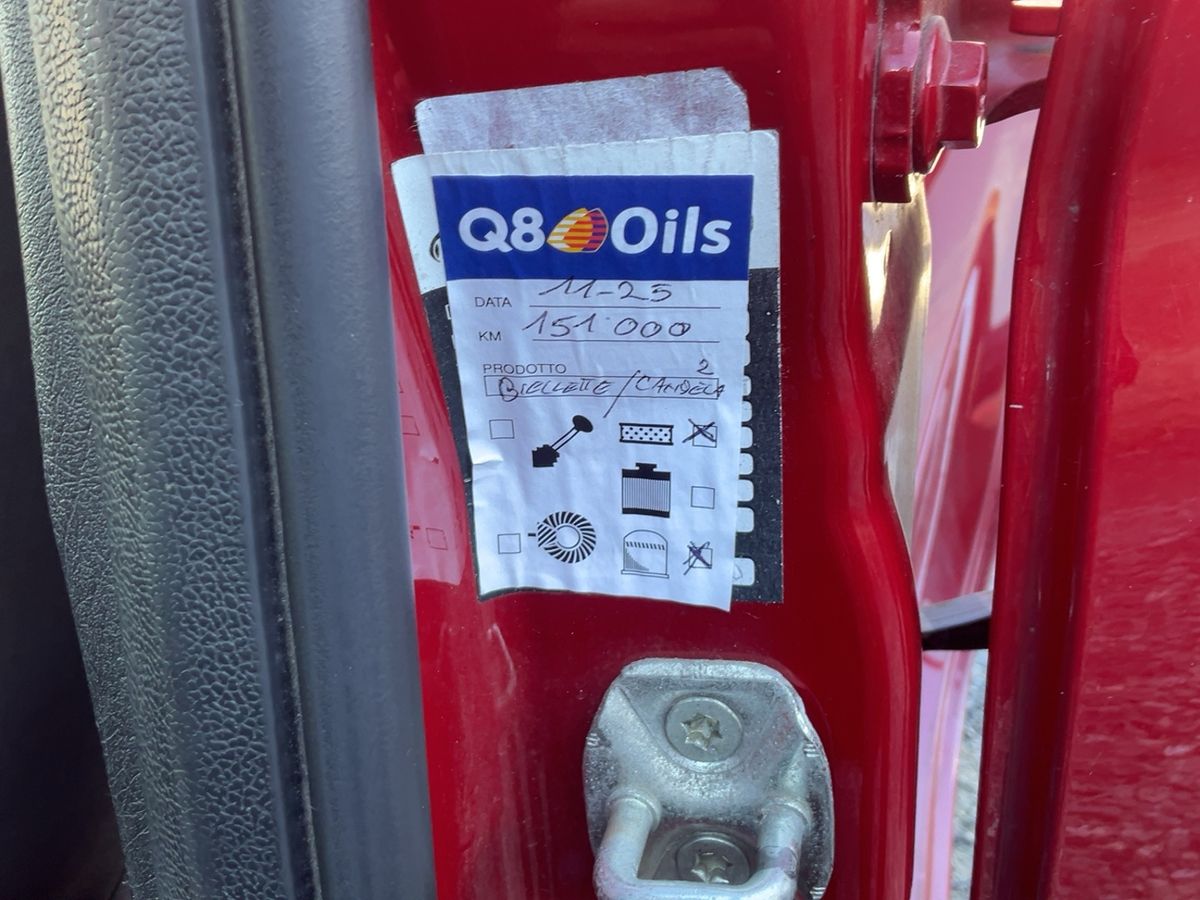 Q8 Oils
DATA 11-25
KM 151.000
PRODOTTO 2
BIELLETTE/CANDELA